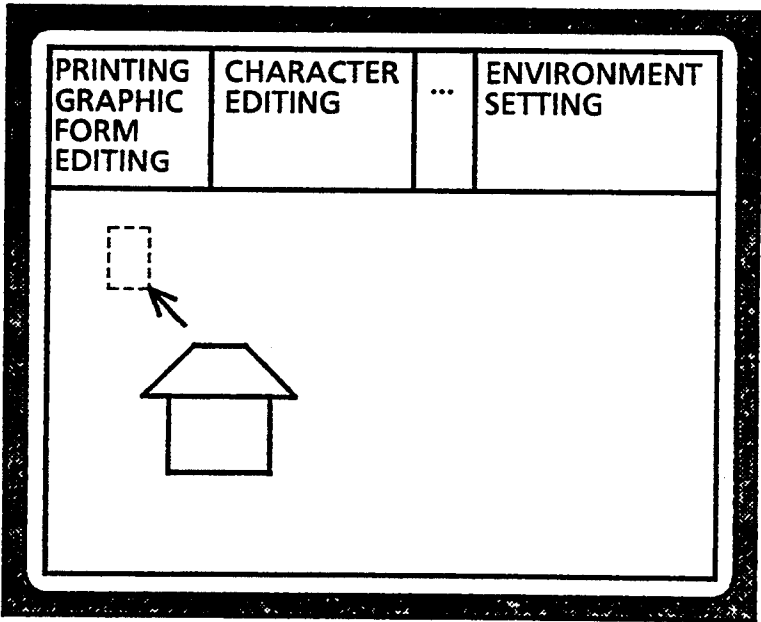 PRINTING
GRAPHIC
FORM
EDITING
CHARACTER
EDITING
...
ENVIRONMENT
SETTING